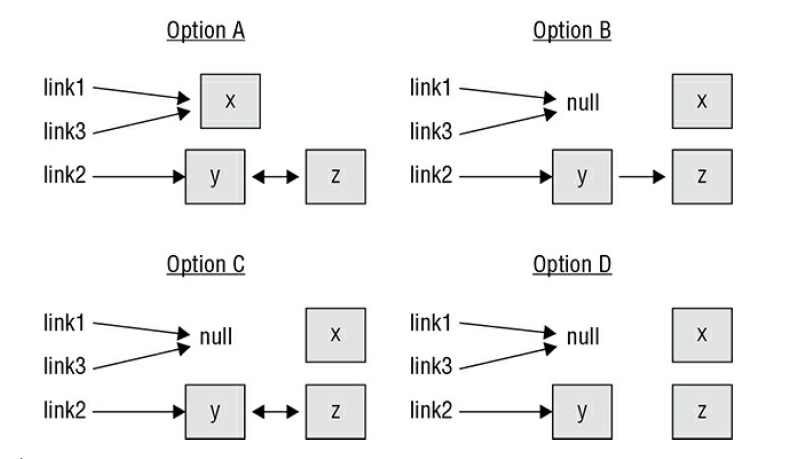 Option A
link1
x
link3
link2
y
z
Option B
link1
null
x
link3
link2
y
z
Option C
link1
null
x
link3
link2
y
z
Option D
link1
null
x
link3
link2
y
z